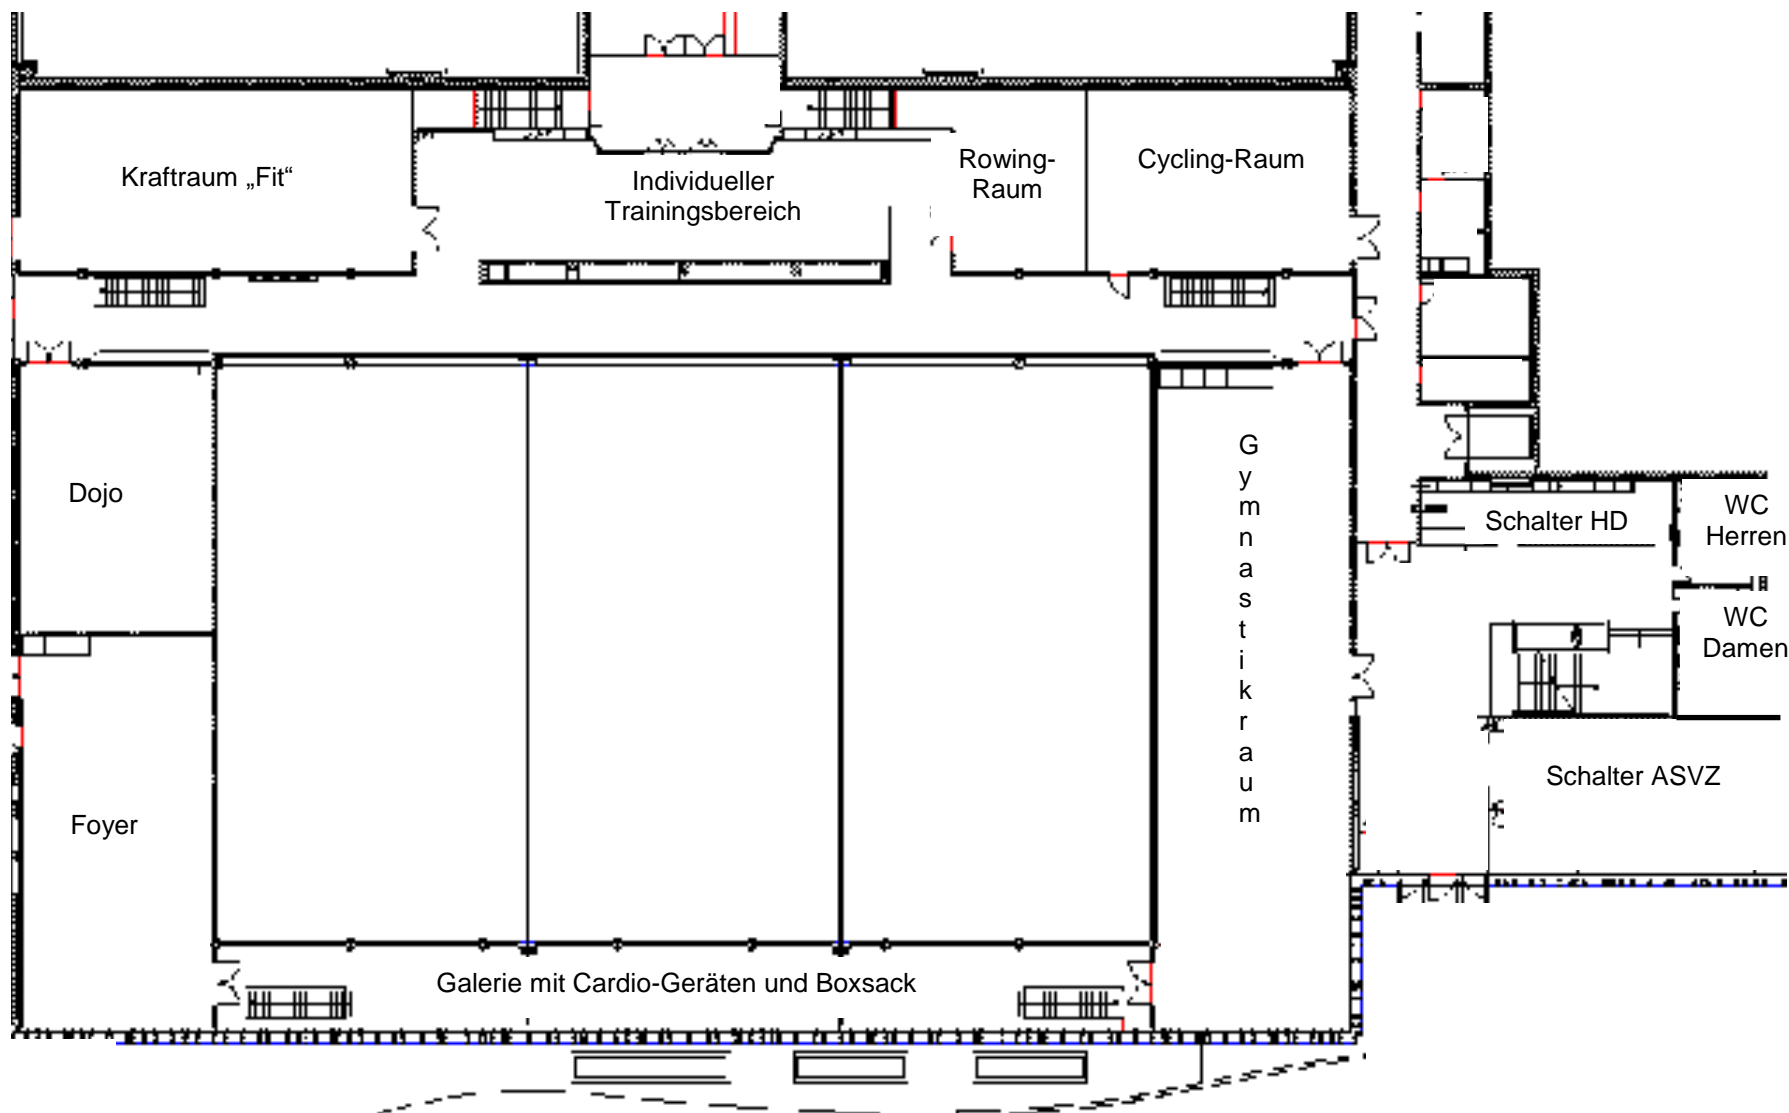 Kraftraum „Fit“
Individueller
Trainingsbereich
Rowing-
Raum
Cycling-Raum
Dojo
Gymnastikraum
Schalter HD
WC
Herren
WC
Damen
Schalter ASVZ
Foyer
Galerie mit Cardio-Geräten und Boxsack